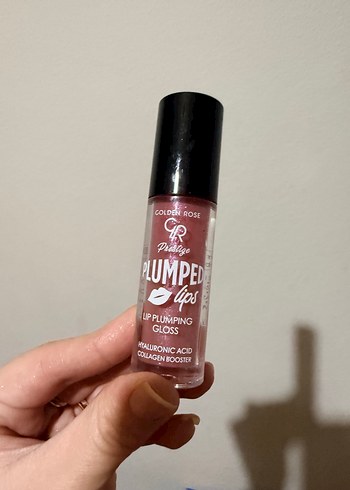 GOLDEN ROSE
GR
Prestige
PLUMPED
lips
LIP PLUMPING
GLOSS
HYALURONIC ACID
COLLAGEN BOOSTER